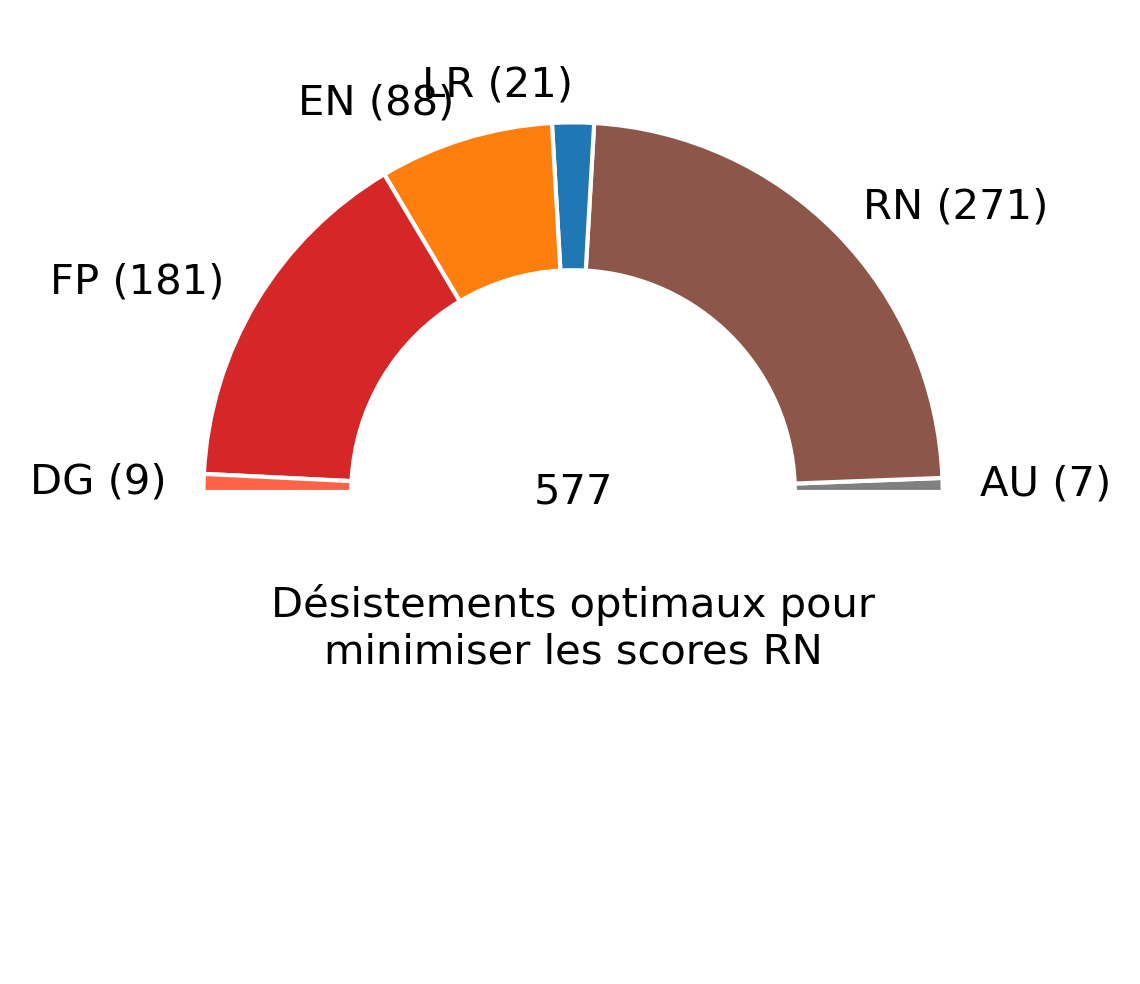 LR (21)
EN (88)
RN (271)
FP (181)
DG (9)
577
AU (7)
Désistements optimaux pour
minimiser les scores RN